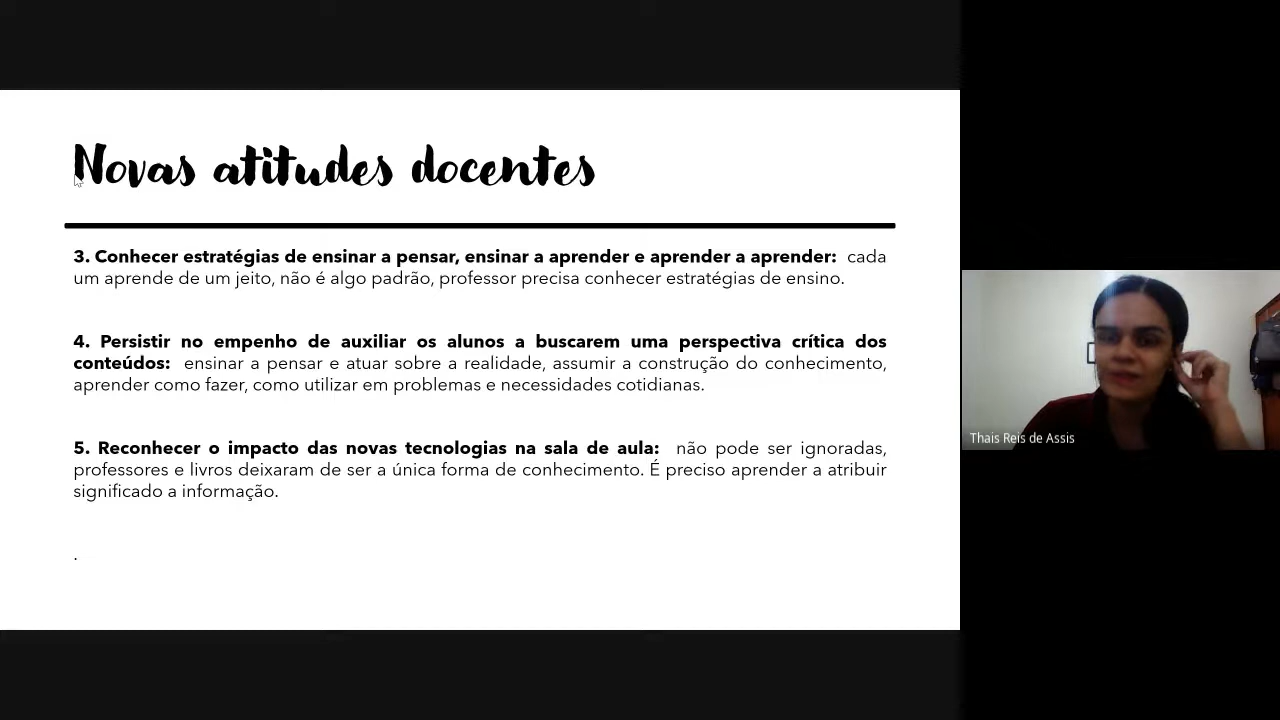 Novas atitudes docentes
3. Conhecer estratégias de ensinar a pensar, ensinar a aprender e aprender a aprender: cada
um aprende de um jeito, não é algo padrão, professor precisa conhecer estratégias de ensino.
4. Persistir no empenho de auxiliar os alunos a buscarem uma perspectiva crítica dos
conteúdos: ensinar a pensar e atuar sobre a realidade, assumir a construção do conhecimento,
aprender como fazer, como utilizar em problemas e necessidades cotidianas.
5. Reconhecer o impacto das novas tecnologias na sala de aula: não pode ser ignoradas,
professores e livros deixaram de ser a única forma de conhecimento. É preciso aprender a atribuir
significado a informação.
.
Thais Reis de Assis